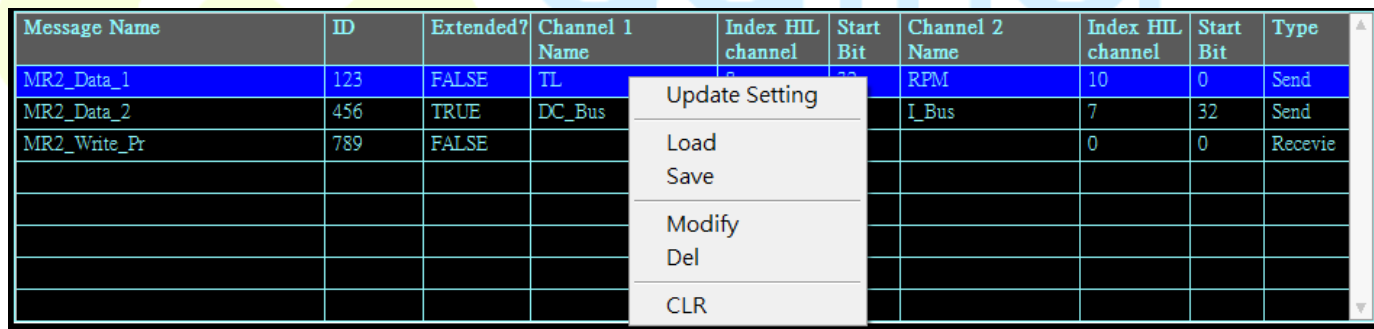 Message Name ID Extended? Channel 1 Name Index HIL channel Start Bit Channel 2 Name Index HIL channel Start Bit Type
MR2_Data_1 123 FALSE TL RPM 10 0 Send
MR2_Data_2 456 TRUE DC_Bus I_Bus 7 32 Send
MR2_Write_Pr 789 FALSE 0 0 Recevie
Update Setting
Load
Save
Modify
Del
CLR